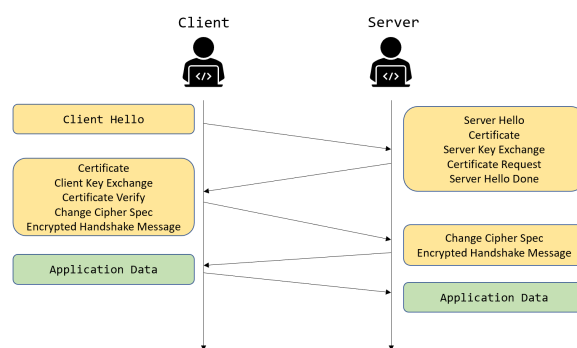 Client
Server
</>
</>
Client Hello
Server Hello
Certificate
Server Key Exchange
Certificate Request
Server Hello Done
Certificate
Client Key Exchange
Certificate Verify
Change Cipher Spec
Encrypted Handshake Message
Change Cipher Spec
Encrypted Handshake Message
Application Data
Application Data